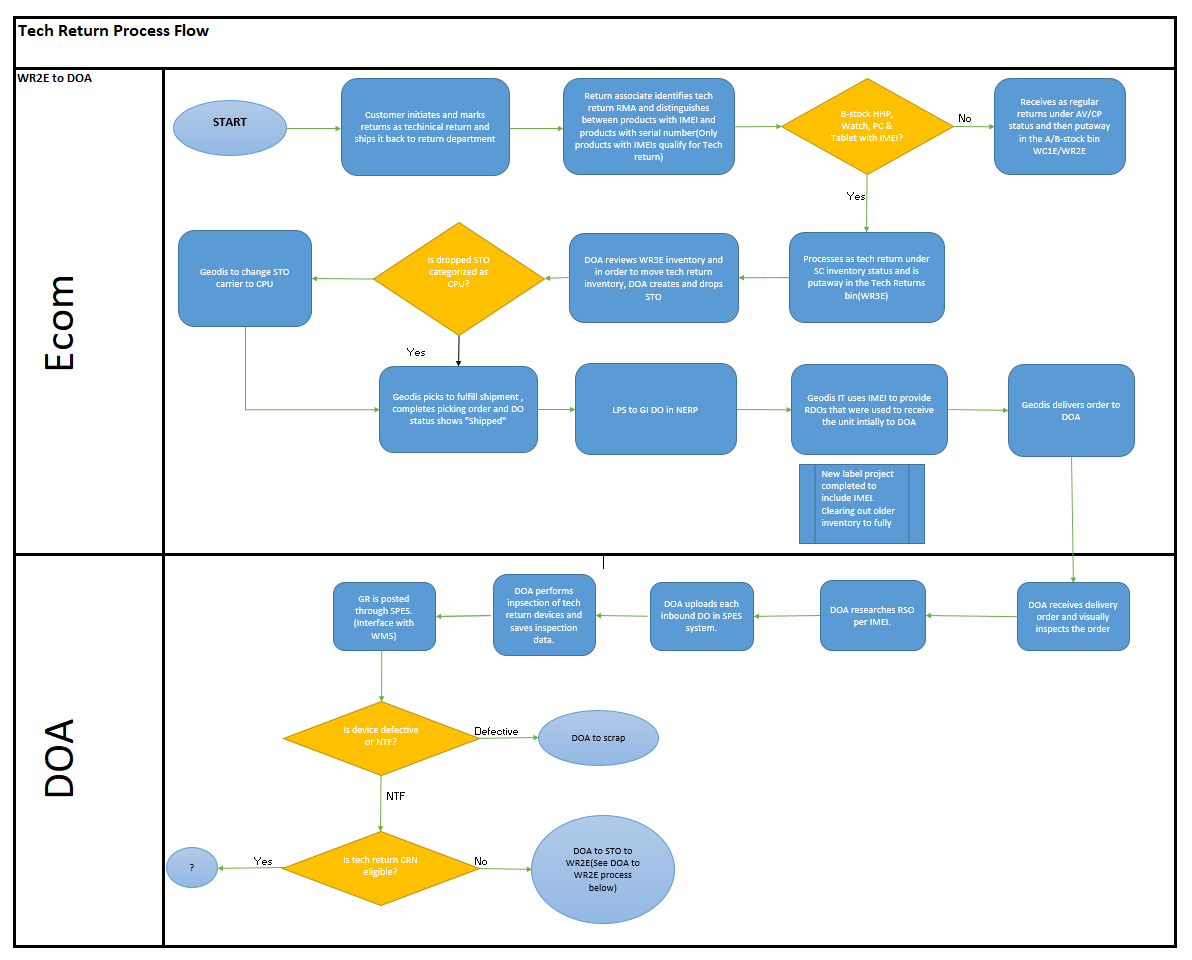 Tech Return Process Flow
WR2E to DOA
Ecom
START
Customer initiates and marks
returns as techinical return and
ships it back to return department
Return associate identifies tech
return RMA and distinguishes
between products with IMEI and
products with serial number(Only
products with IMEIs qualify for Tech
return)
B-stock HHP,
Watch, PC &
Tablet with IMEI?
No
Receives as regular
returns under AV/CP
status and then putaway
in the A/B-stock bin
WC1E/WR2E
Yes
Processes as tech return under
SC inventory status and is
putaway in the Tech Returns
bin(WR3E)
DOA reviews WR3E inventory and
in order to move tech return
inventory, DOA creates and drops
STO
Is dropped STO
categorized as
CPU?
Geodis to change STO
carrier to CPU
Yes
Geodis picks to fulfill shipment ,
completes picking order and DO
status shows "Shipped"
LPS to GI DO in NERP
Geodis IT uses IMEI to provide
RDOs that were used to receive
the unit intially to DOA
Geodis delivers order to
DOA
New label project
completed to
include IMEI.
Clearing out older
inventory to fully
DOA
DOA receives delivery
order and visually
inspects the order
DOA researches RSO
per IMEI.
DOA uploads each
inbound DO in SPES
system.
DOA performs
inpsection of tech
return devices and
saves inspection
data.
GR is posted
through SPES.
(Interface with
WMS)
Is device defective
or NTF?
Defective
DOA to scrap
NTF
Is tech return CRN
eligible?
Yes
?
No
DOA to STO to
WR2E(See DOA to
WR2E process
below)